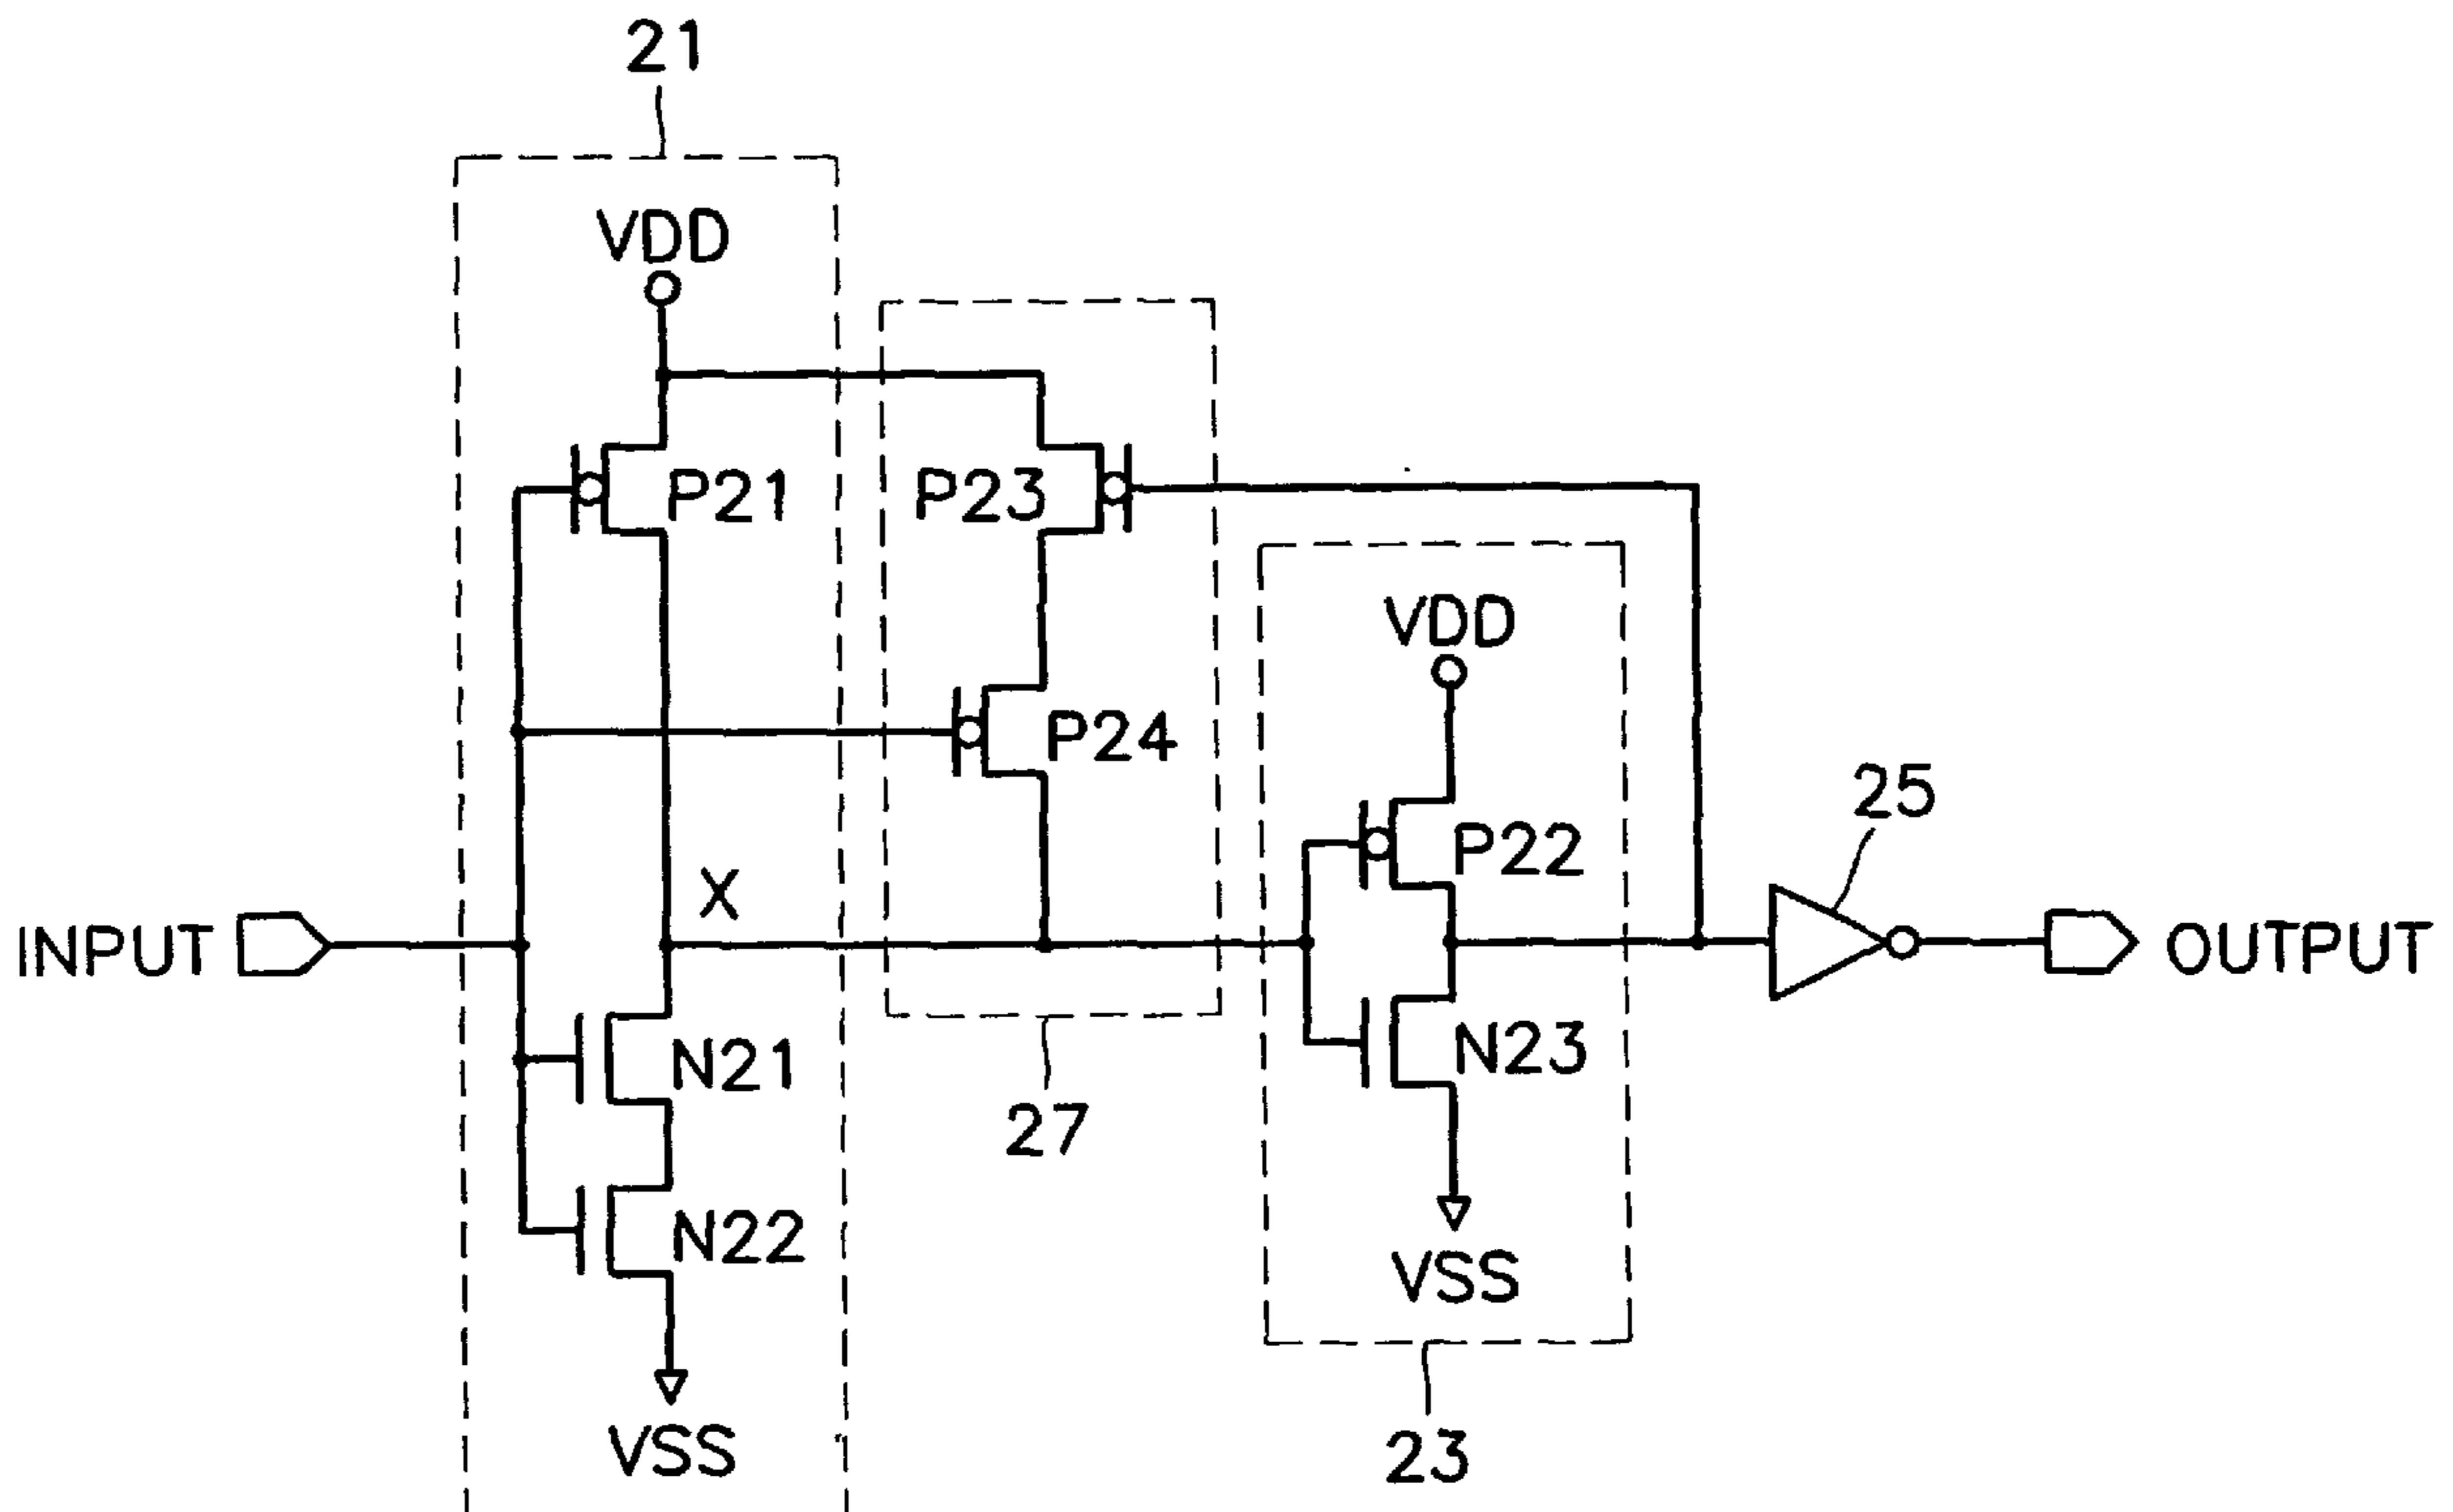 21
VDD
P21
P23
VDD
P24
P22
25
X
INPUT
OUTPUT
N21
N23
27
N22
VSS
VSS
23